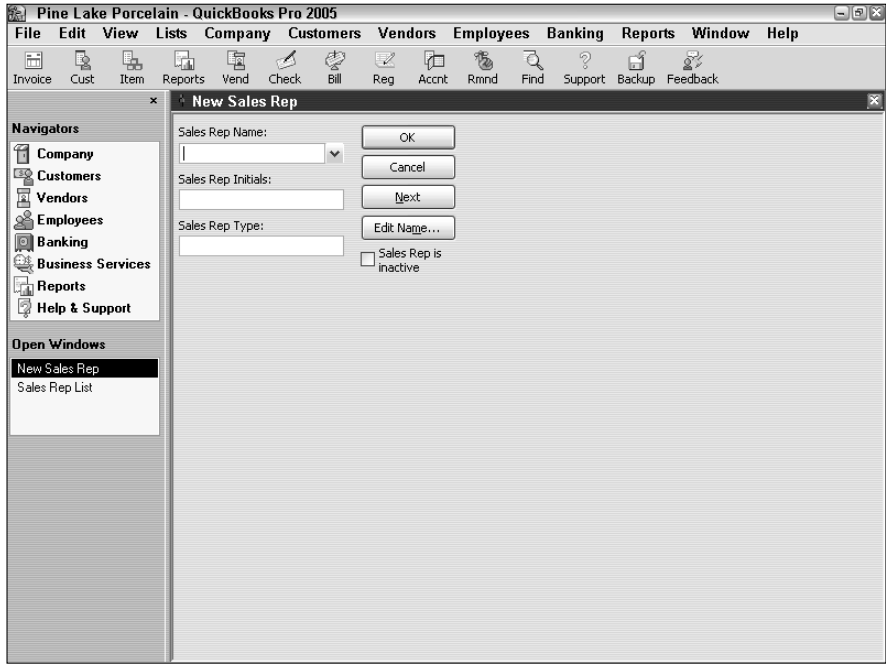 Pine Lake Porcelain - QuickBooks Pro 2005
File Edit View Lists Company Customers Vendors Employees Banking Reports Window Help
Invoice Cust Item Reports Vend Check Bill Reg Accnt Rmnd Find Support Backup Feedback
New Sales Rep
Navigators
Company
Customers
Vendors
Employees
Banking
Business Services
Reports
Help & Support
Open Windows
New Sales Rep
Sales Rep List
Sales Rep Name:
Sales Rep Initials:
Sales Rep Type:
OK
Cancel
Next
Edit Name...
Sales Rep is
inactive